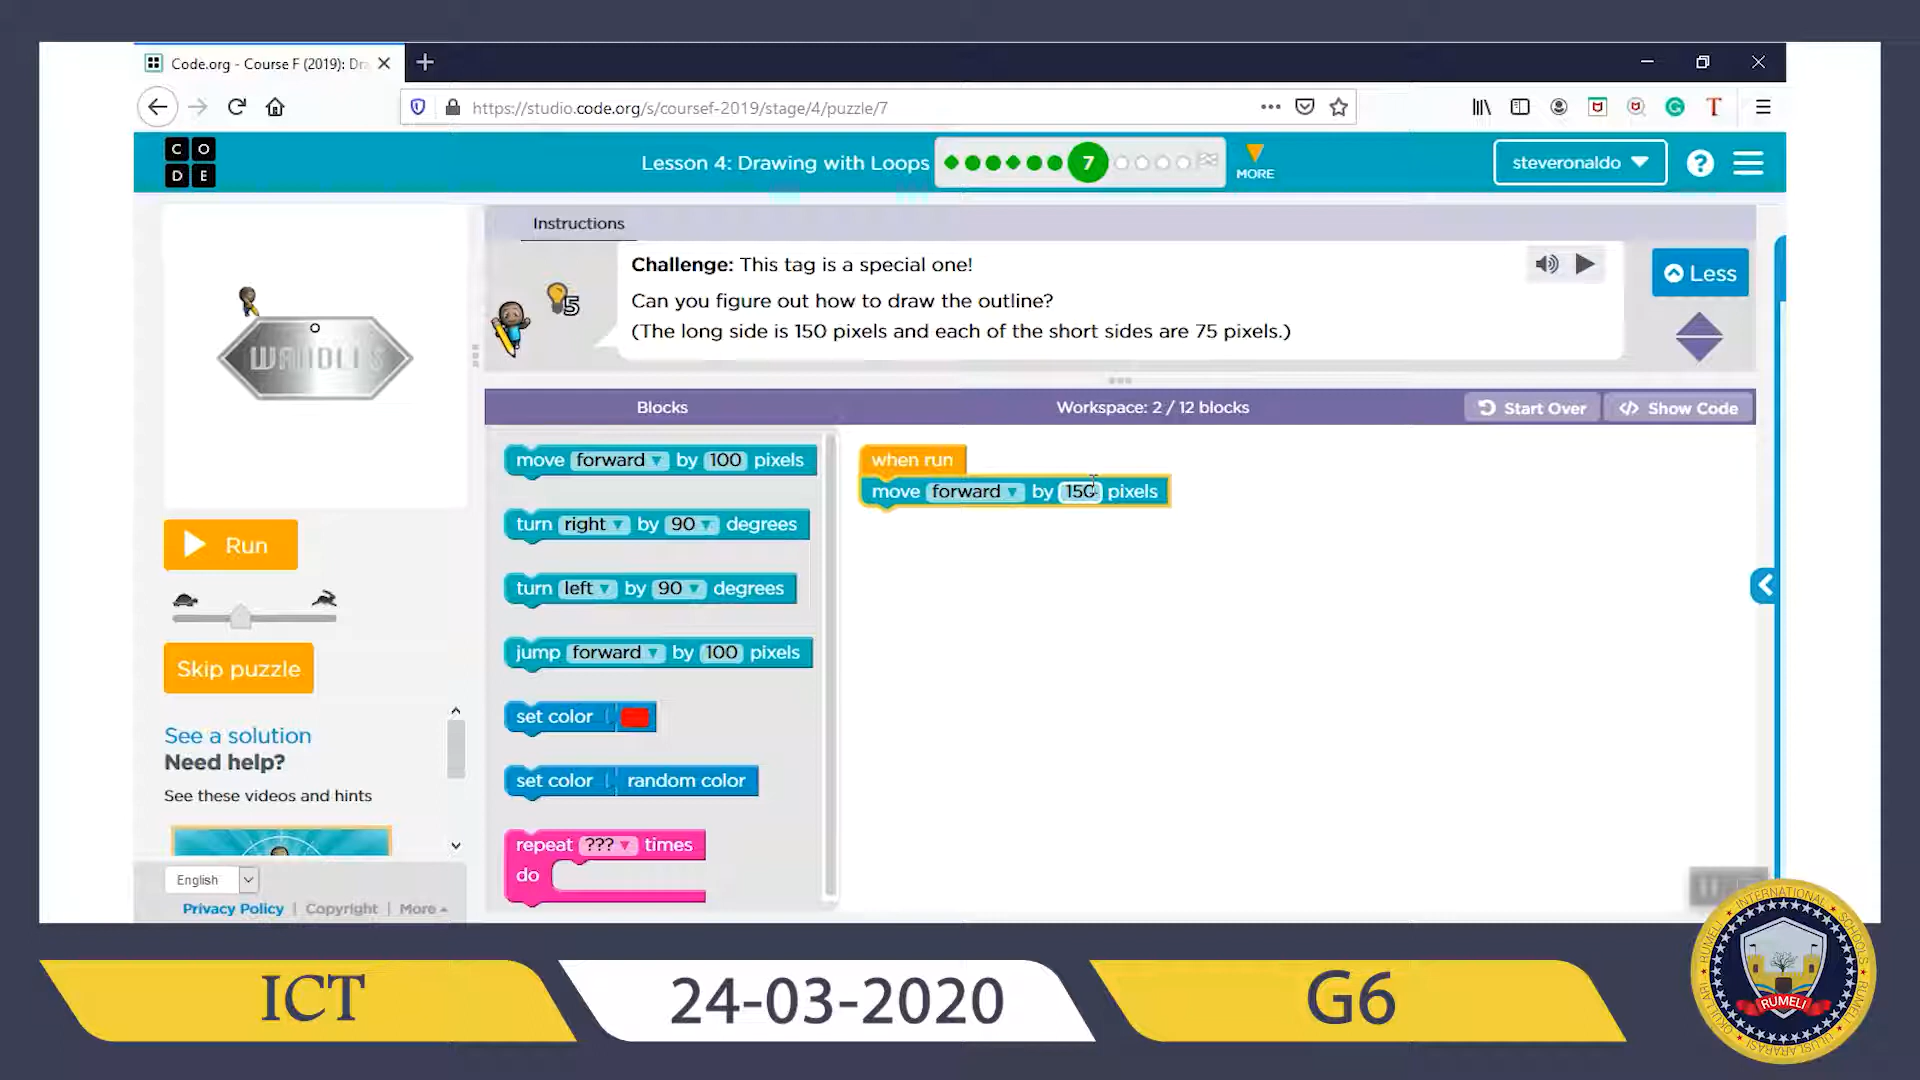 Code.org - Course F (2019): Dra
https://studio.code.org/s/coursef-2019/stage/4/puzzle/7
C O
D E
Lesson 4: Drawing with Loops
7
MORE
steveronaldo
?
Instructions
5
Challenge: This tag is a special one!
Can you figure out how to draw the outline?
(The long side is 150 pixels and each of the short sides are 75 pixels.)
Less
WANDLES
Blocks
Workspace: 2 / 12 blocks
Start Over
Show Code
move forward by 100 pixels
turn right by 90 degrees
turn left by 90 degrees
jump forward by 100 pixels
set color
set color random color
repeat ??? times
do
when run
move forward by 150 pixels
Run
Skip puzzle
See a solution
Need help?
See these videos and hints
English
Privacy Policy | Copyright | More
ICT
24-03-2020
G6
RUMELİ INTERNATIONAL SCHOOLS
RUMELİ